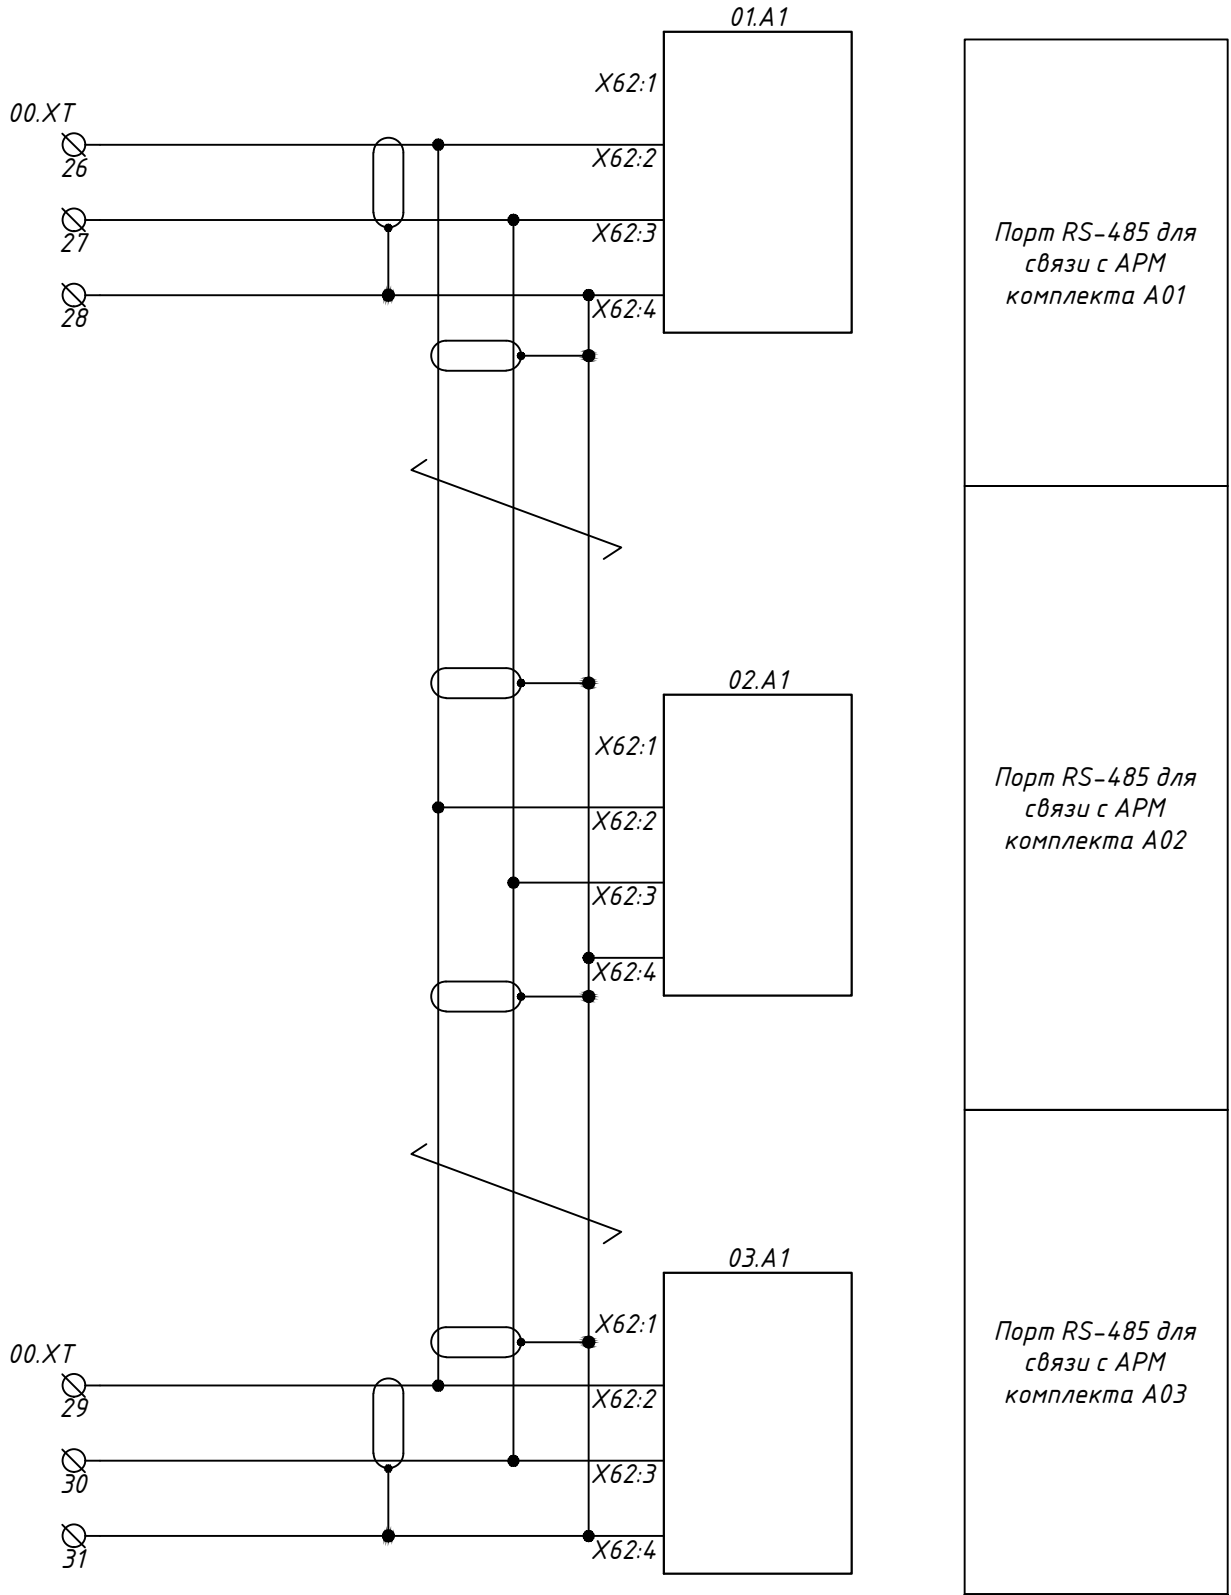 01.A1
X62:1
00.XT
26
X62:2
27
X62:3
28
X62:4
Порт RS-485 для
связи с АРМ
комплекта А01
02.A1
X62:1
X62:2
X62:3
X62:4
Порт RS-485 для
связи с АРМ
комплекта А02
03.A1
X62:1
00.XT
29
X62:2
30
X62:3
31
X62:4
Порт RS-485 для
связи с АРМ
комплекта А03